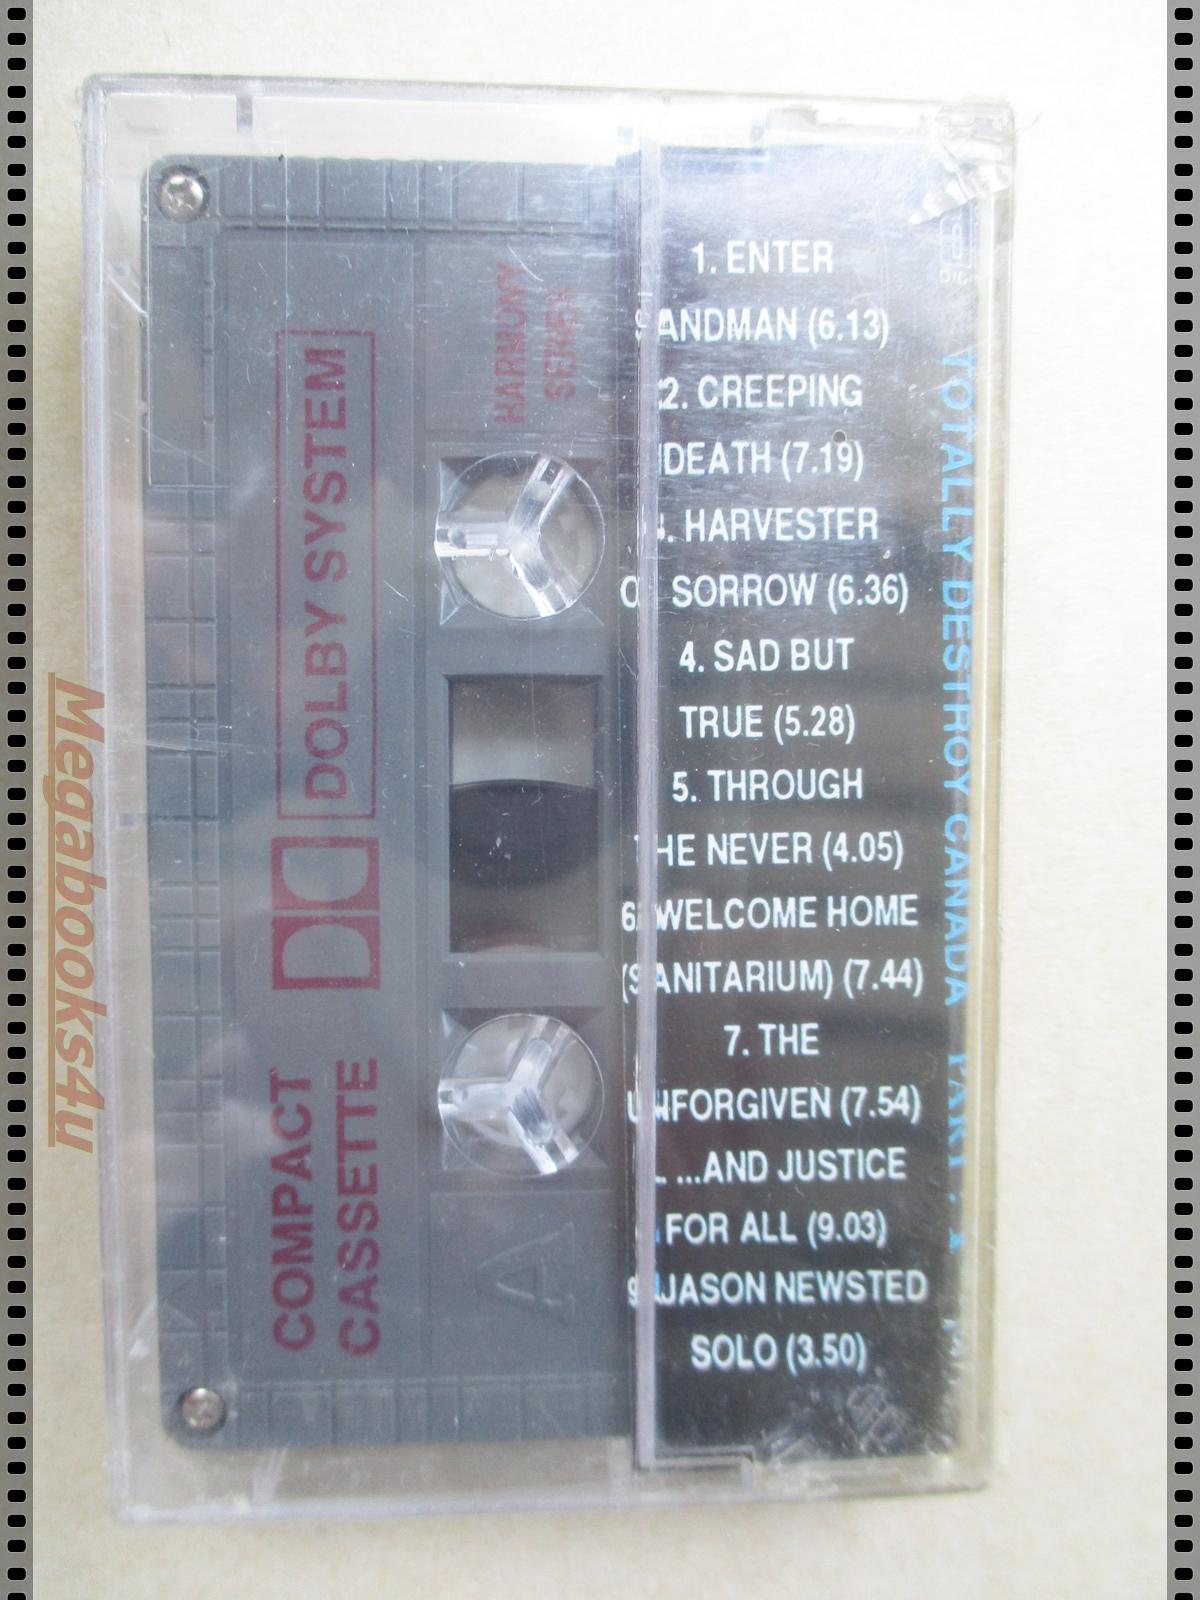 1. ENTER
SANDMAN (6.13)
2. CREEPING
DEATH (7.19)
HARVESTER
SORROW (6.36)
4. SAD BUT
TRUE (5.28)
5. THROUGH
THE NEVER (4.05)
6. WELCOME HOME
(SANITARIUM) (7.44)
7. THE
UNFORGIVEN (7.54)
...AND JUSTICE
FOR ALL (9.03)
9. JASON NEWSTED
SOLO (3.50)
TOTALLY DESTROY CANADA PART . 1
HARMONY
SERIES
DOLBY SYSTEM
COMPACT
CASSETTE
A
Megabooks4u